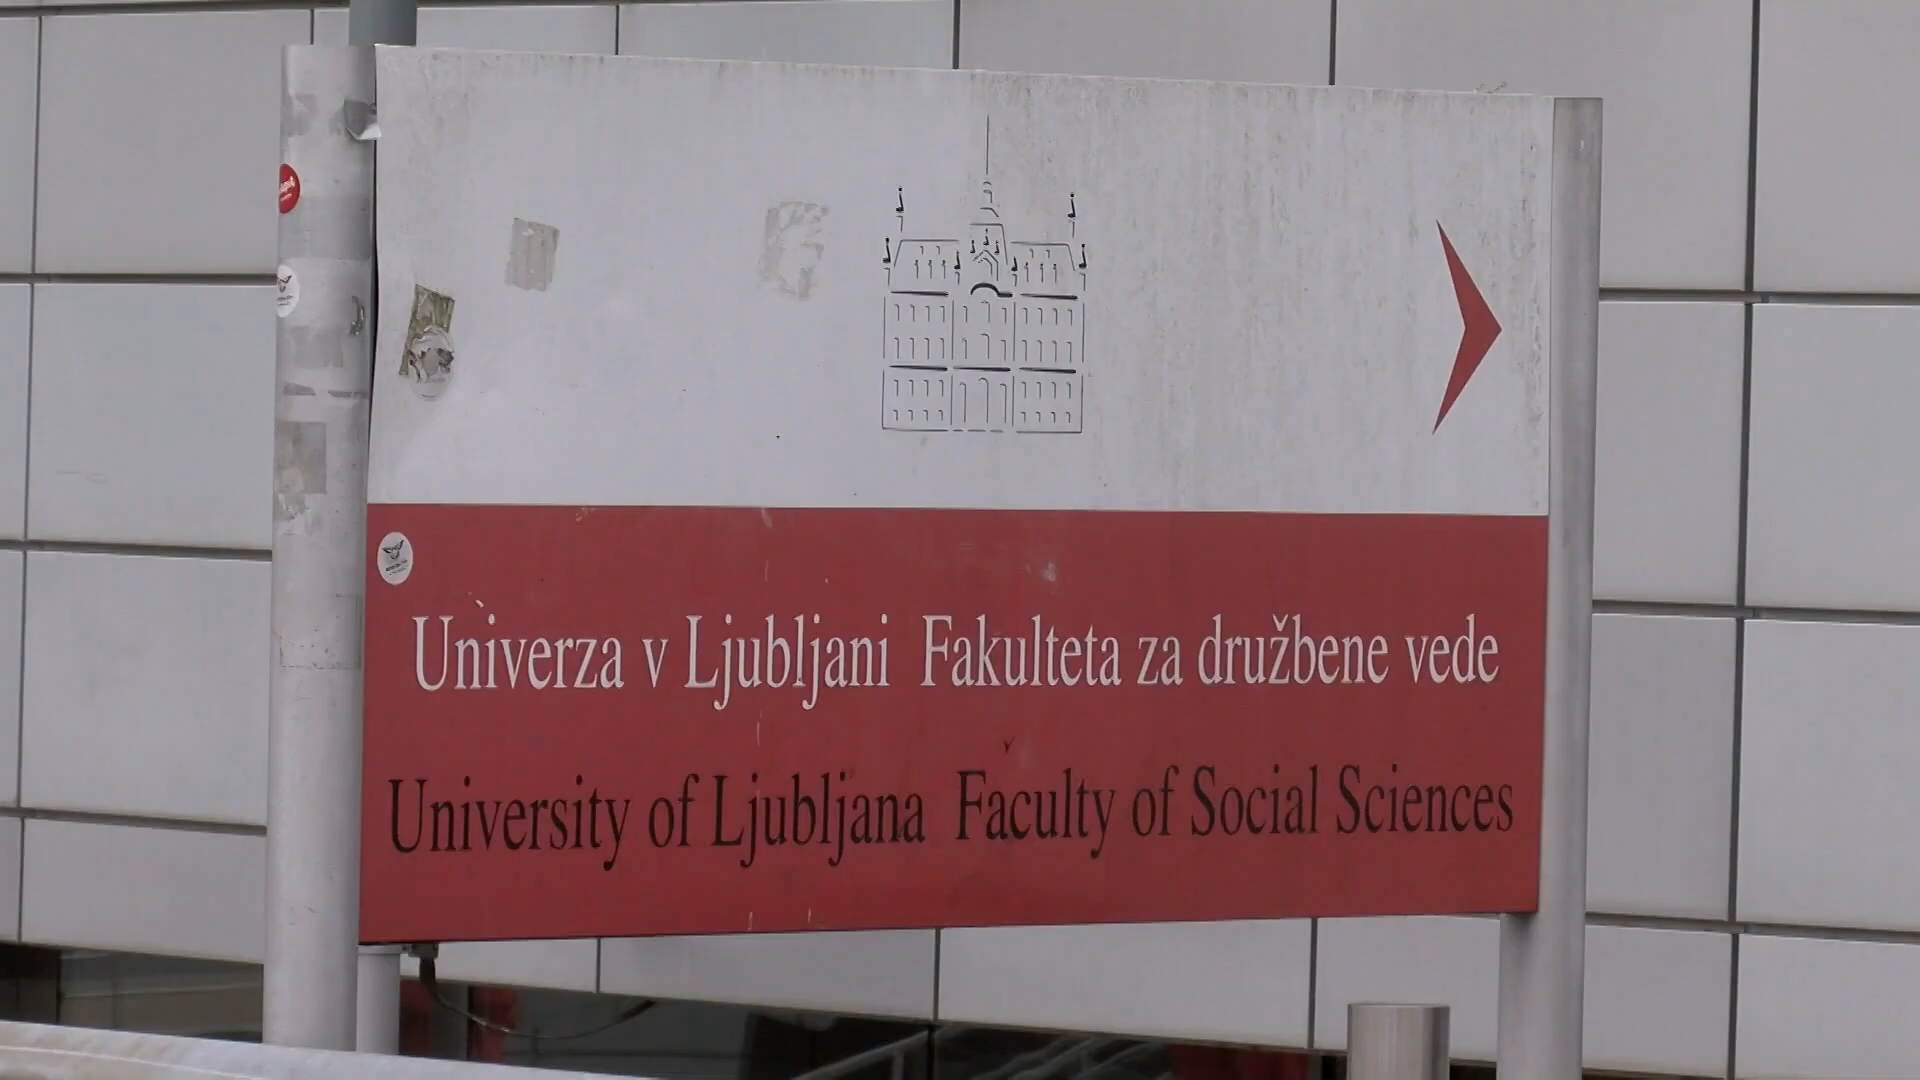 Univerza v Ljubljani Fakulteta za družbene vede
University of Ljubljana Faculty of Social Sciences